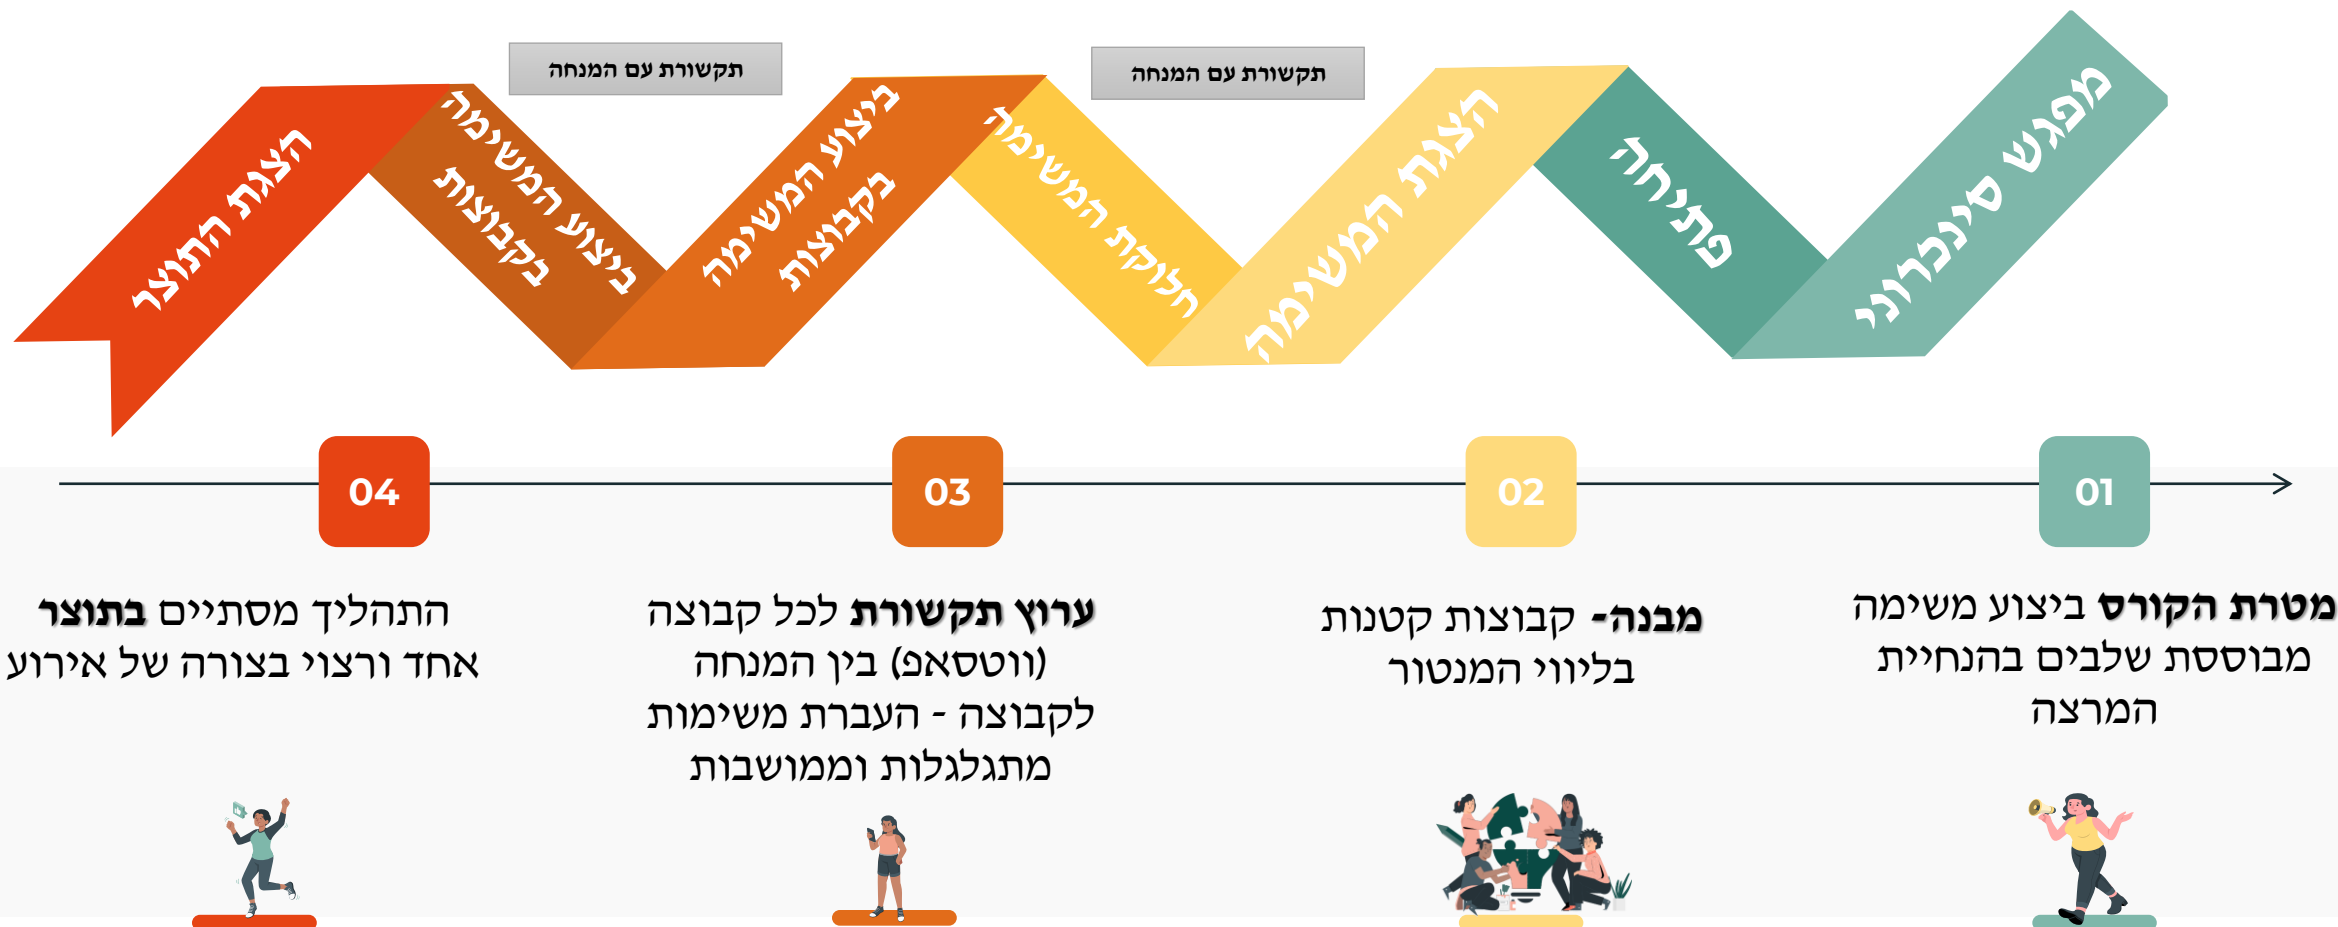 מפגש סינכרוני
פתיחה
הצגת המשימה
תקשורת עם המנחה
חלוקת המשימה
ביצוע המשימה
בקבוצות
תקשורת עם המנחה
ביצוע המשימה
בקבוצות
הצגת התוצר
01
מטרת הקורס ביצוע משימה
מבוססת שלבים בהנחיית
המרצה
02
מבנה- קבוצות קטנות
בליווי המנטור
03
ערוץ תקשורת לכל קבוצה
(ווטסאפ) בין המנחה
לקבוצה - העברת משימות
מתגלגלות וממושבות
04
התהליך מסתיים בתוצר
אחד ורצוי בצורה של אירוע